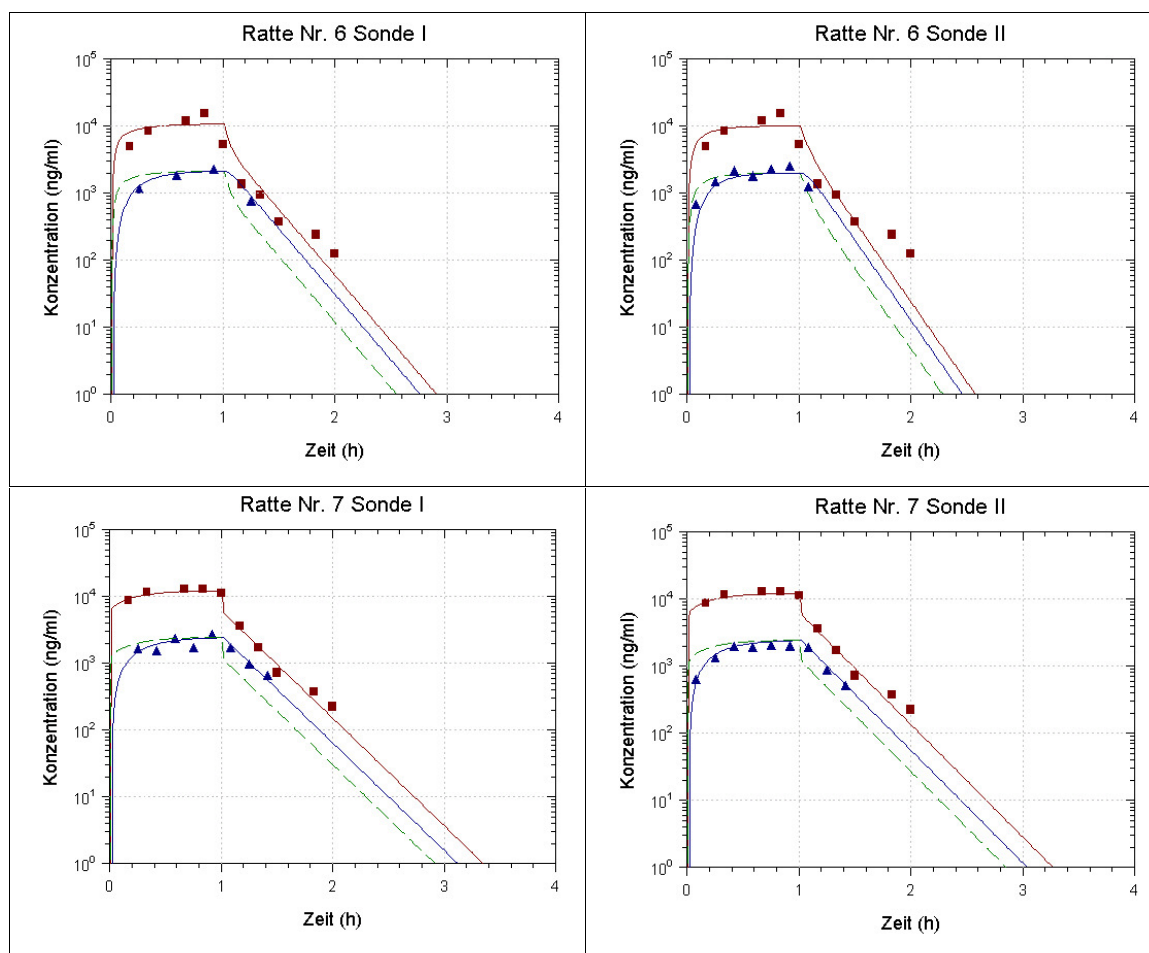 Ratte Nr. 6 Sonde I
Konzentration (ng/ml)
10^5
10^4
10^3
10^2
10^1
10^0
0 1 2 3 4
Zeit (h)
Ratte Nr. 6 Sonde II
Konzentration (ng/ml)
10^5
10^4
10^3
10^2
10^1
10^0
0 1 2 3 4
Zeit (h)
Ratte Nr. 7 Sonde I
Konzentration (ng/ml)
10^5
10^4
10^3
10^2
10^1
10^0
0 1 2 3 4
Zeit (h)
Ratte Nr. 7 Sonde II
Konzentration (ng/ml)
10^5
10^4
10^3
10^2
10^1
10^0
0 1 2 3 4
Zeit (h)